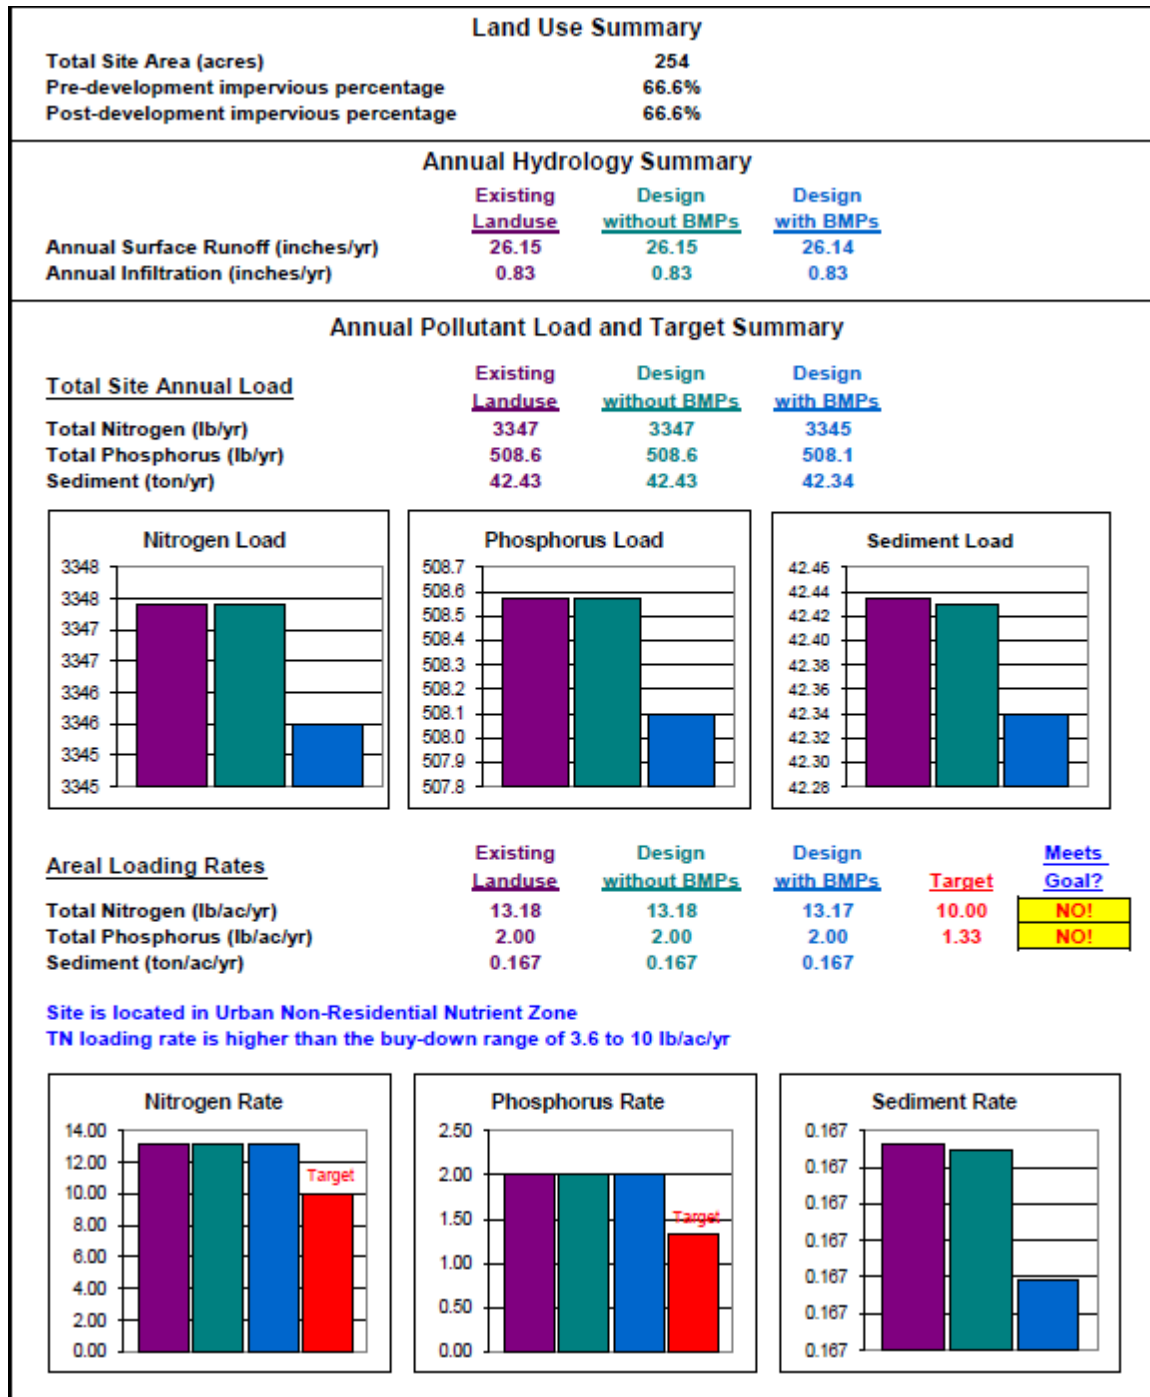 Land Use Summary
Total Site Area (acres) 254
Pre-development impervious percentage 66.6%
Post-development impervious percentage 66.6%
Annual Hydrology Summary
Existing Design Design
Landuse without BMPs with BMPs
Annual Surface Runoff (inches/yr) 26.15 26.15 26.14
Annual Infiltration (inches/yr) 0.83 0.83 0.83
Annual Pollutant Load and Target Summary
Existing Design Design
Total Site Annual Load Landuse without BMPs with BMPs
Total Nitrogen (lb/yr) 3347 3347 3345
Total Phosphorus (lb/yr) 508.6 508.6 508.1
Sediment (ton/yr) 42.43 42.43 42.34
Nitrogen Load
3348
3348
3347
3347
3346
3346
3345
3345
Phosphorus Load
508.7
508.6
508.5
508.4
508.3
508.2
508.1
508.0
507.9
507.8
Sediment Load
42.46
42.44
42.42
42.40
42.38
42.36
42.34
42.32
42.30
42.28
Existing Design Design Meets
Areal Loading Rates Landuse without BMPs with BMPs Target Goal?
Total Nitrogen (lb/ac/yr) 13.18 13.18 13.17 10.00 NO!
Total Phosphorus (lb/ac/yr) 2.00 2.00 2.00 1.33 NO!
Sediment (ton/ac/yr) 0.167 0.167 0.167
Site is located in Urban Non-Residential Nutrient Zone
TN loading rate is higher than the buy-down range of 3.6 to 10 lb/ac/yr
Nitrogen Rate
14.00
12.00
10.00
8.00
6.00
4.00
2.00
0.00
Target
Phosphorus Rate
2.50
2.00
1.50
1.00
0.50
0.00
Target
Sediment Rate
0.167
0.167
0.167
0.167
0.167
0.167
0.167